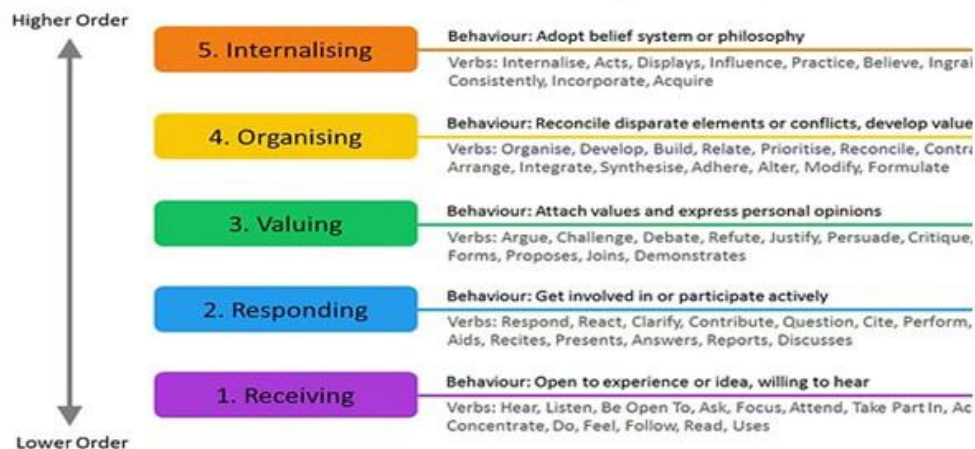 Higher Order
5. Internalising
Behaviour: Adopt belief system or philosophy
Verbs: Internalise, Acts, Displays, Influence, Practice, Believe,
Consistently, Incorporate, Acquire
4. Organising
Behaviour: Reconcile disparate elements or conflicts, develop value
Verbs: Organise, Develop, Build, Relate, Prioritise, Reconcile,
Arrange, Integrate, Synthesise, Adhere, Alter, Modify, Formulate
3. Valuing
Behaviour: Attach values and express personal opinions
Verbs: Argue, Challenge, Debate, Refute, Justify, Persuade, Critique,
Forms, Proposes, Joins, Demonstrates
2. Responding
Behaviour: Get involved in or participate actively
Verbs: Respond, React, Clarify, Contribute, Question, Cite, Perform,
Aids, Recites, Presents, Answers, Reports, Discusses
1. Receiving
Behaviour: Open to experience or idea, willing to hear
Verbs: Hear, Listen, Be Open To, Ask, Focus, Attend, Take Part In,
Concentrate, Do, Feel, Follow, Read, Uses
Lower Order